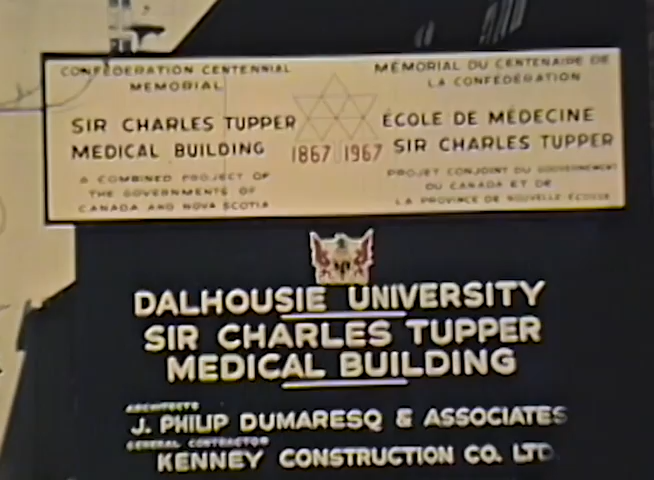 CONFEDERATION CENTENNIAL
MEMORIAL
SIR CHARLES TUPPER
MEDICAL BUILDING
A COMBINED PROJECT OF
THE GOVERNMENTS OF
CANADA AND NOVA SCOTIA
1867 1967
MÉMORIAL DU CENTENAIRE DE
LA CONFÉDÉRATION
ÉCOLE DE MÉDECINE
SIR CHARLES TUPPER
PROJET CONJOINT DU GOUVERNEMENT
DU CANADA ET DE
LA PROVINCE DE NOUVELLE-ÉCOSSE
DALHOUSIE UNIVERSITY
SIR CHARLES TUPPER
MEDICAL BUILDING
ARCHITECTS
J. PHILIP DUMARESQ & ASSOCIATES
GENERAL CONTRACTOR
KENNEY CONSTRUCTION CO. LTD.